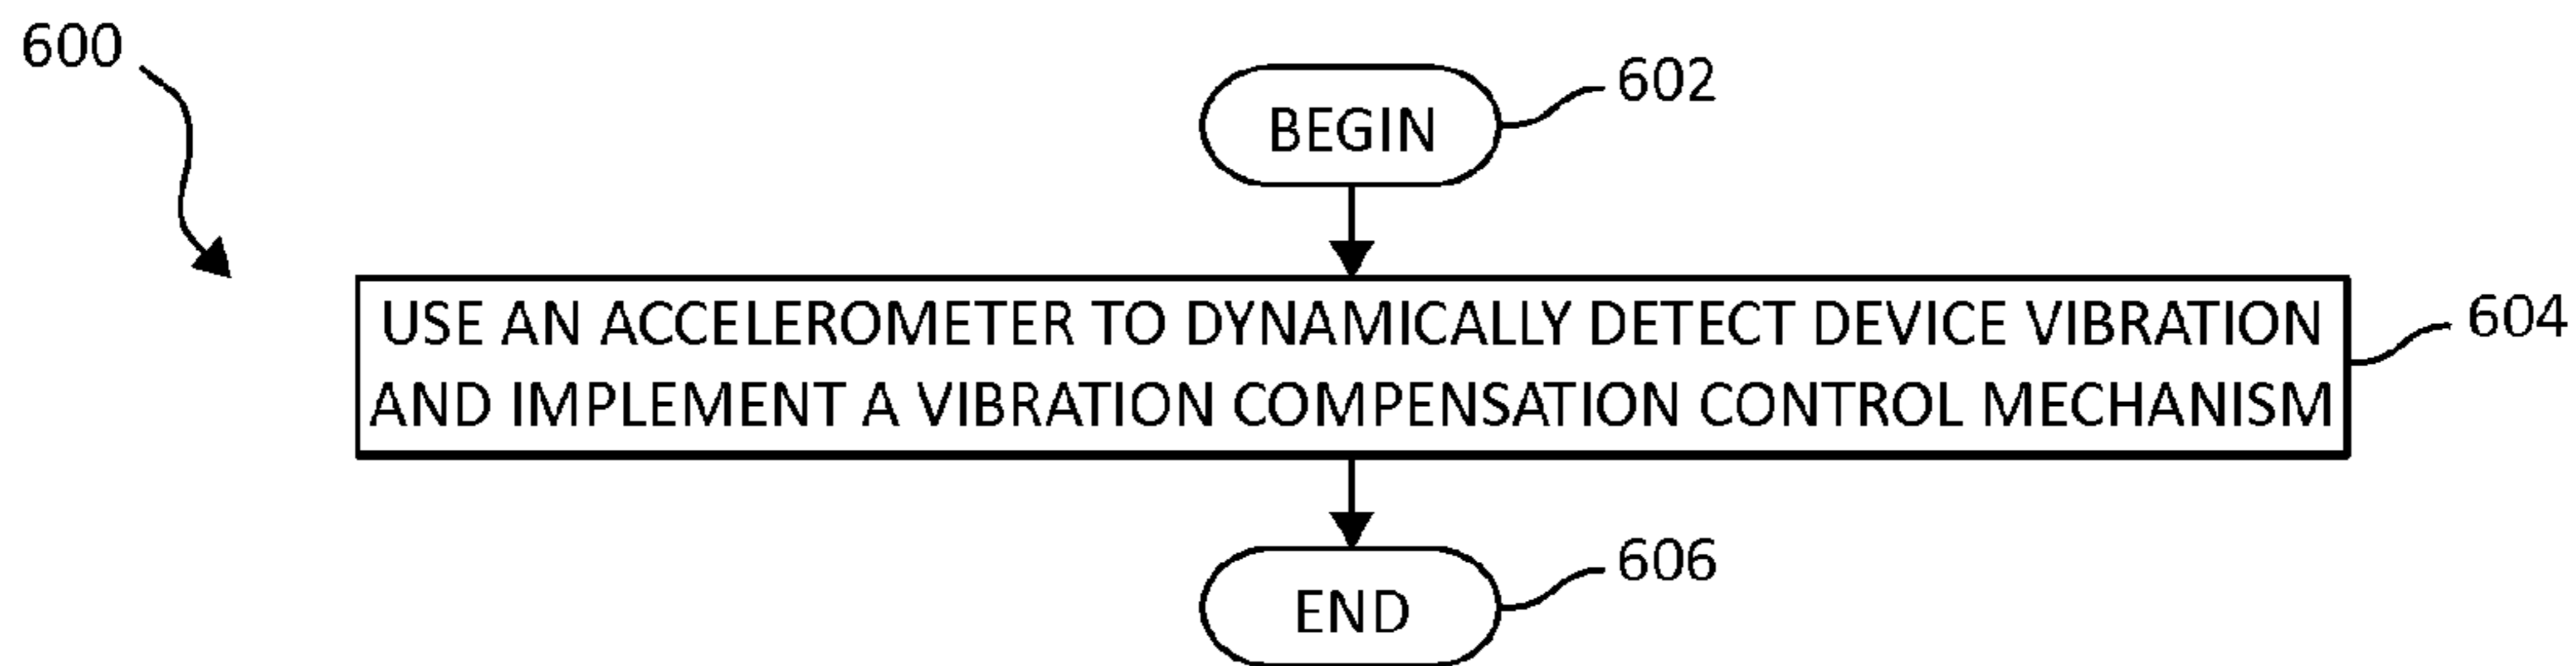 600
602
BEGIN
USE AN ACCELEROMETER TO DYNAMICALLY DETECT DEVICE VIBRATION
AND IMPLEMENT A VIBRATION COMPENSATION CONTROL MECHANISM
604
606
END